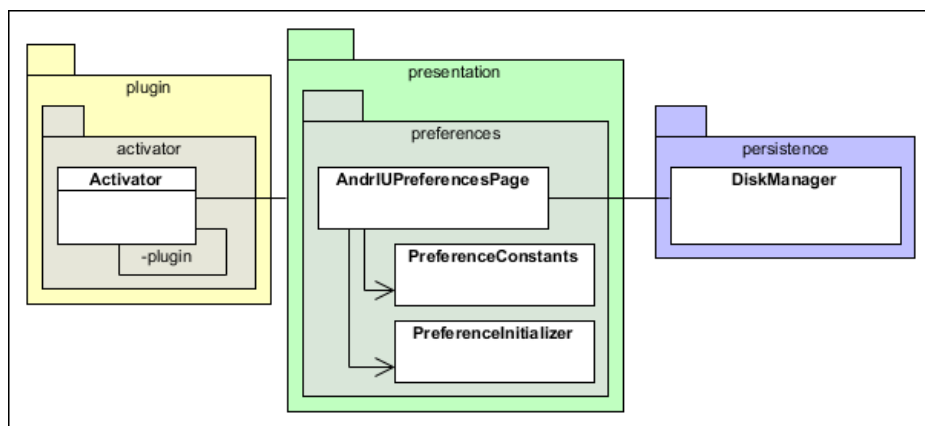 plugin
activator
Activator
-plugin
presentation
preferences
AndrIUPreferencesPage
PreferenceConstants
PreferenceInitializer
persistence
DiskManager